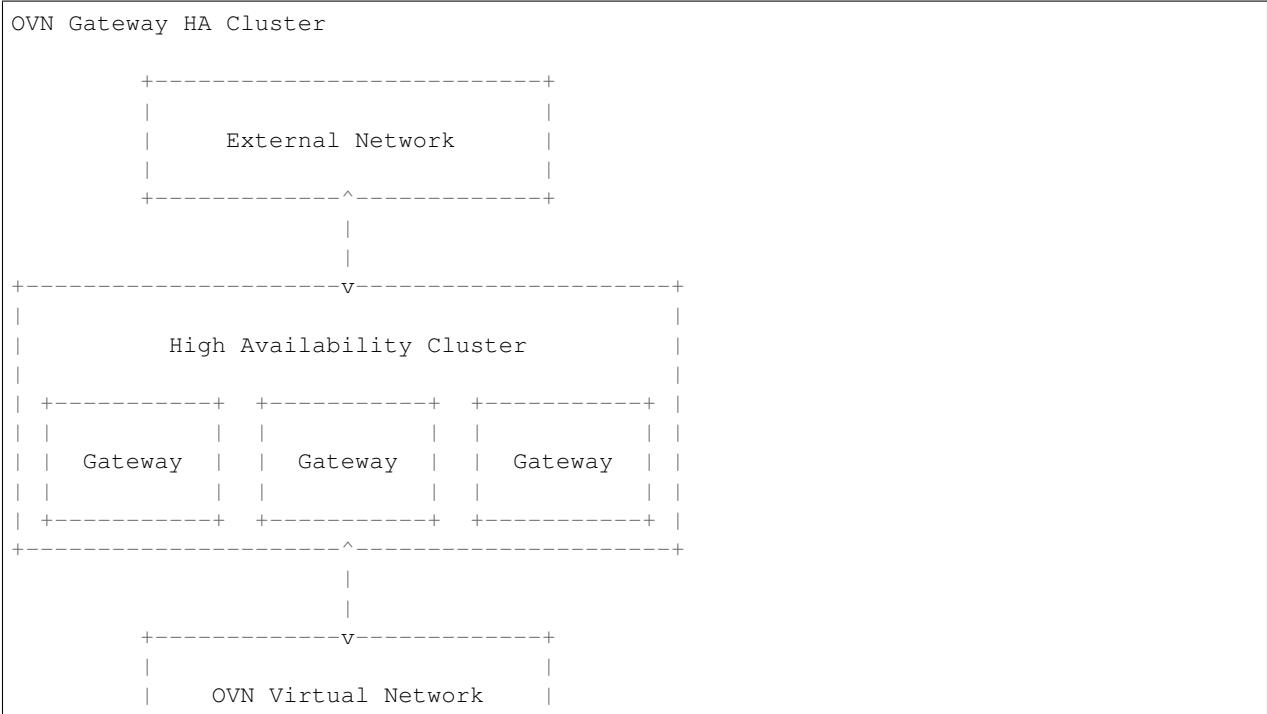 OVN Gateway HA Cluster
+---------------------------+
|                           |
|     External Network      |
|                           |
+-------------^-------------+
|
|
+----------------------v----------------------+
|                                             |
|          High Availability Cluster          |
|                                             |
| +-----------+  +-----------+  +-----------+ |
| |           |  |           |  |           | |
| |  Gateway  |  |  Gateway  |  |  Gateway  | |
| |           |  |           |  |           | |
| +-----------+  +-----------+  +-----------+ |
+----------------------^----------------------+
|
|
+-------------v-------------+
|                           |
|    OVN Virtual Network    |